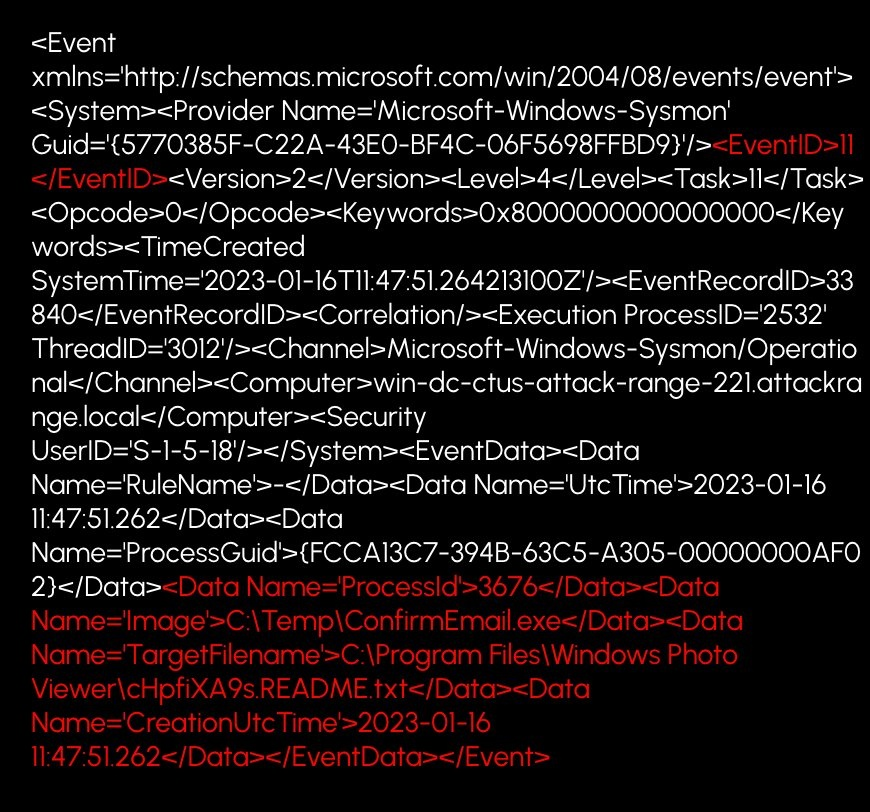 <Event
xmlns='http://schemas.microsoft.com/win/2004/08/events/event'>
<System><Provider Name='Microsoft-Windows-Sysmon'
Guid='{5770385F-C22A-43E0-BF4C-06F5698FFBD9}'/><EventID>11
</EventID><Version>2</Version><Level>4</Level><Task>11</Task>
<Opcode>0</Opcode><Keywords>0x8000000000000000</Key
words><TimeCreated
SystemTime='2023-01-16T11:47:51.264213100Z'/><EventRecordID>33
840</EventRecordID><Correlation/><Execution ProcessID='2532'
ThreadID='3012'/><Channel>Microsoft-Windows-Sysmon/Operatio
nal</Channel><Computer>win-dc-ctus-attack-range-221.attackra
nge.local</Computer><Security
UserID='S-1-5-18'/></System><EventData><Data
Name='RuleName'>-</Data><Data Name='UtcTime'>2023-01-16
11:47:51.262</Data><Data
Name='ProcessGuid'>{FCCA13C7-394B-63C5-A305-00000000AF0
2}</Data><Data Name='ProcessId'>3676</Data><Data
Name='Image'>C:\Temp\ConfirmEmail.exe</Data><Data
Name='TargetFilename'>C:\Program Files\Windows Photo
Viewer\cHpfiXA9s.README.txt</Data><Data
Name='CreationUtcTime'>2023-01-16
11:47:51.262</Data></EventData></Event>